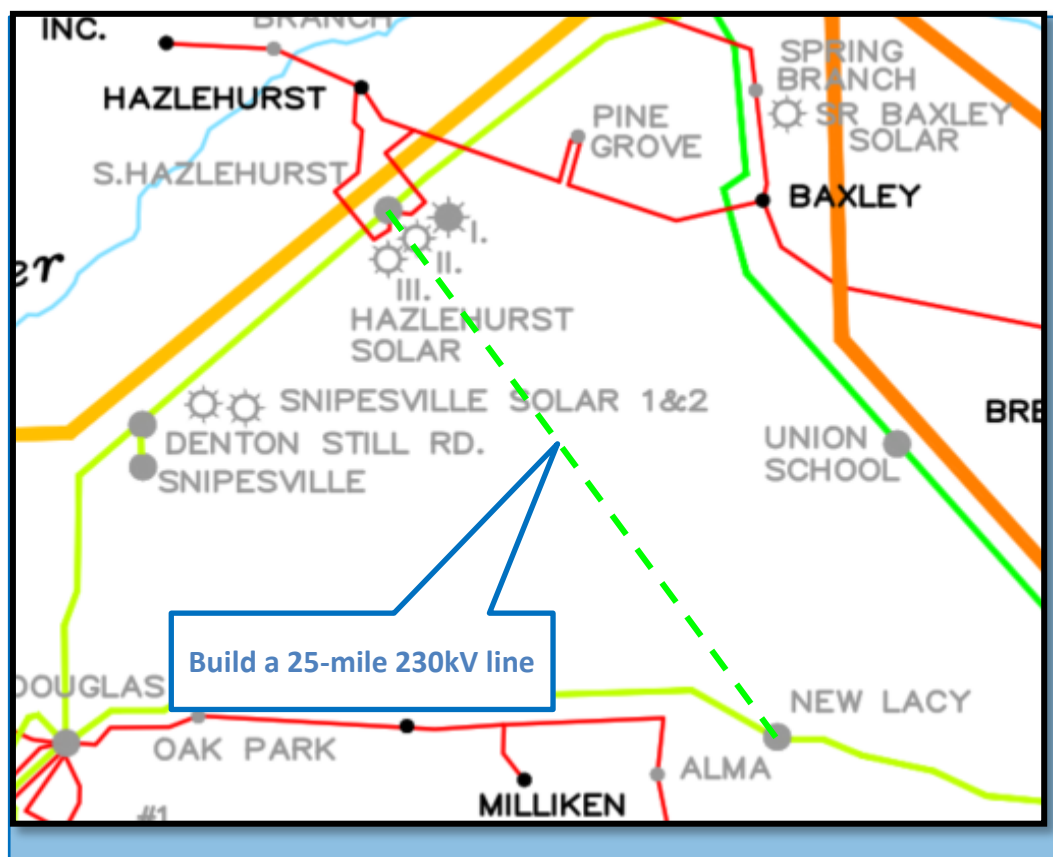 INC.
BRANCH
HAZLEHURST
S.HAZLEHURST
PINE
GROVE
SPRING
BRANCH
SR BAXLEY
SOLAR
BAXLEY
er
I.
II.
III.
HAZLEHURST
SOLAR
SNIPESVILLE SOLAR 1&2
DENTON STILL RD.
SNIPESVILLE
UNION
SCHOOL
BRE
Build a 25-mile 230kV line
DOUGLAS
OAK PARK
NEW LACY
ALMA
MILLIKEN
#1